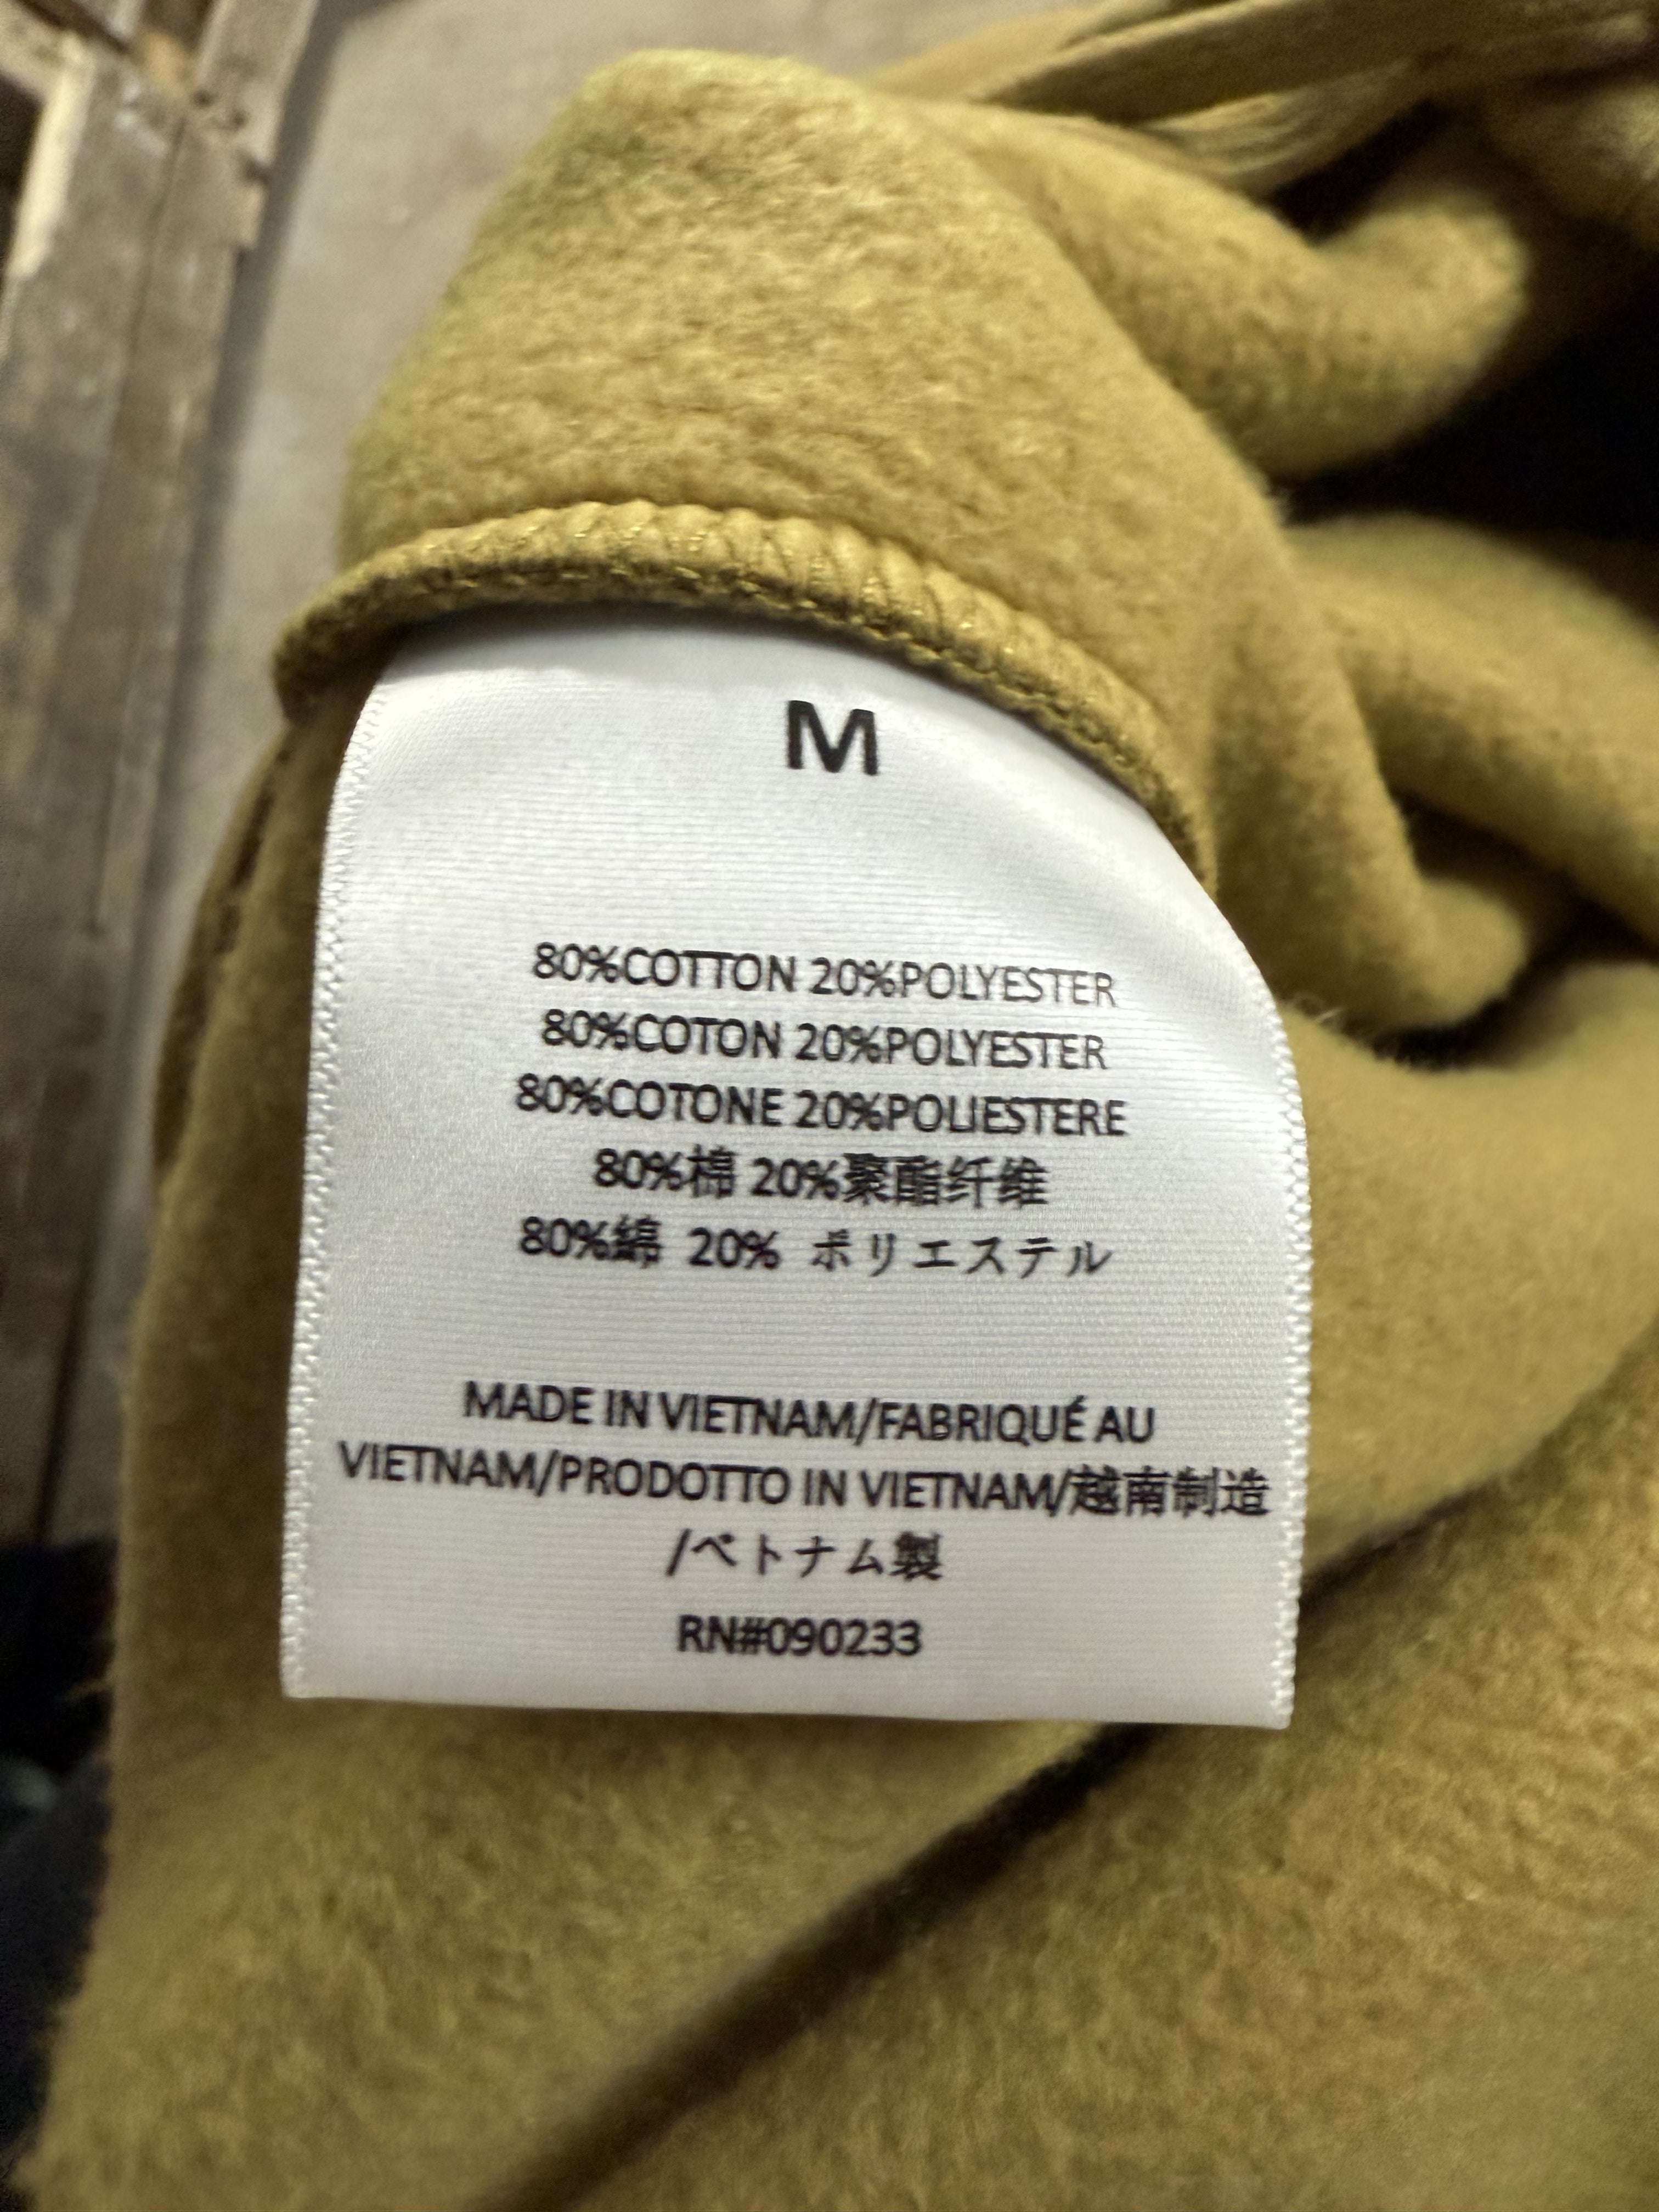 M
80%COTTON 20%POLYESTER
80%COTON 20%POLYESTER
80%COTONE 20%POLIESTERE
80%棉 20%聚酯纤维
80%綿 20% ポリエステル
MADE IN VIETNAM/FABRIQUÉ AU
VIETNAM/PRODOTTO IN VIETNAM/越南制造
/ベトナム製
RN#090233